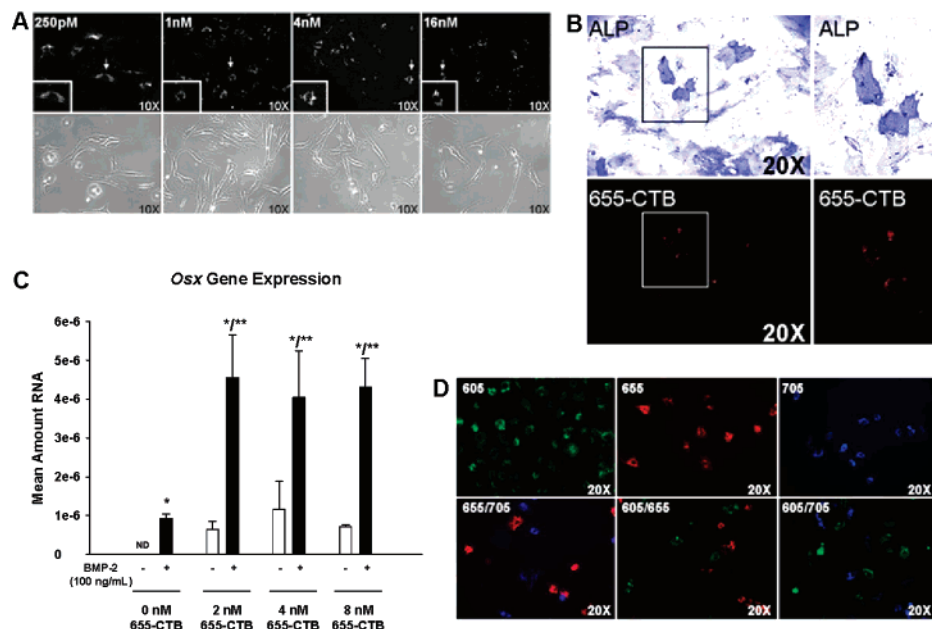 A
250pM
1nM
4nM
16nM
10X
10X
10X
10X
10X
10X
10X
10X
B
ALP
ALP
20X
655-CTB
655-CTB
20X
C
Osx Gene Expression
Mean Amount RNA
6e-6
5e-6
4e-6
3e-6
2e-6
1e-6
0
ND
*
*/**
*/**
*/**
BMP-2
(100 ng/mL)
- + - + - + - +
0 nM 2 nM 4 nM 8 nM
655-CTB 655-CTB 655-CTB 655-CTB
D
605
655
705
20X
20X
20X
655/705
605/655
605/705
20X
20X
20X